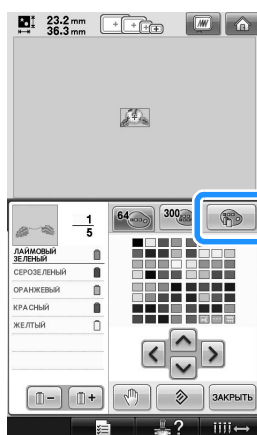 23.2 mm
36.3 mm
64
300
1
5
ЛАЙМОВЫЙ
ЗЕЛЕНЫЙ
СЕРОЗЕЛЕНЫЙ
ОРАНЖЕВЫЙ
КРАСНЫЙ
ЖЕЛТЫЙ
− +
ЗАКРЫТЬ
?